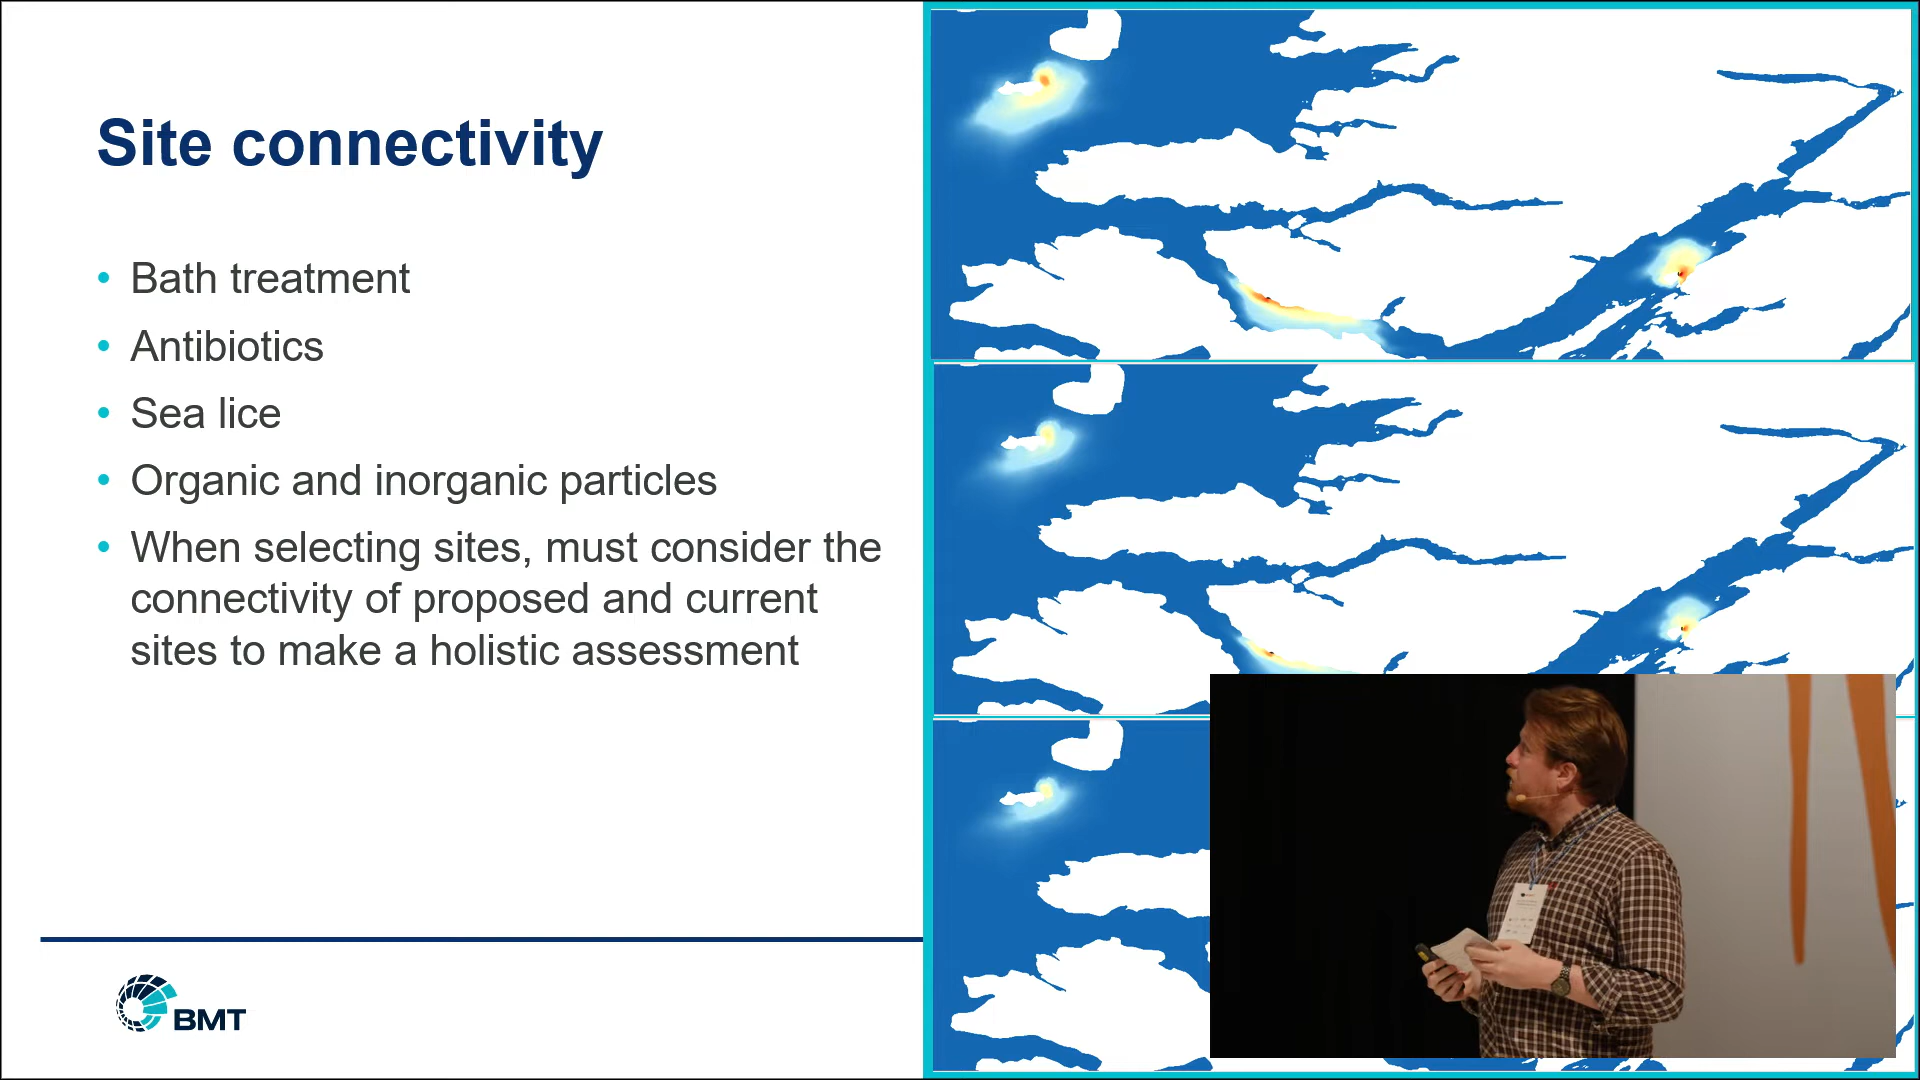 Site connectivity
• Bath treatment
• Antibiotics
• Sea lice
• Organic and inorganic particles
• When selecting sites, must consider the
connectivity of proposed and current
sites to make a holistic assessment
BMT